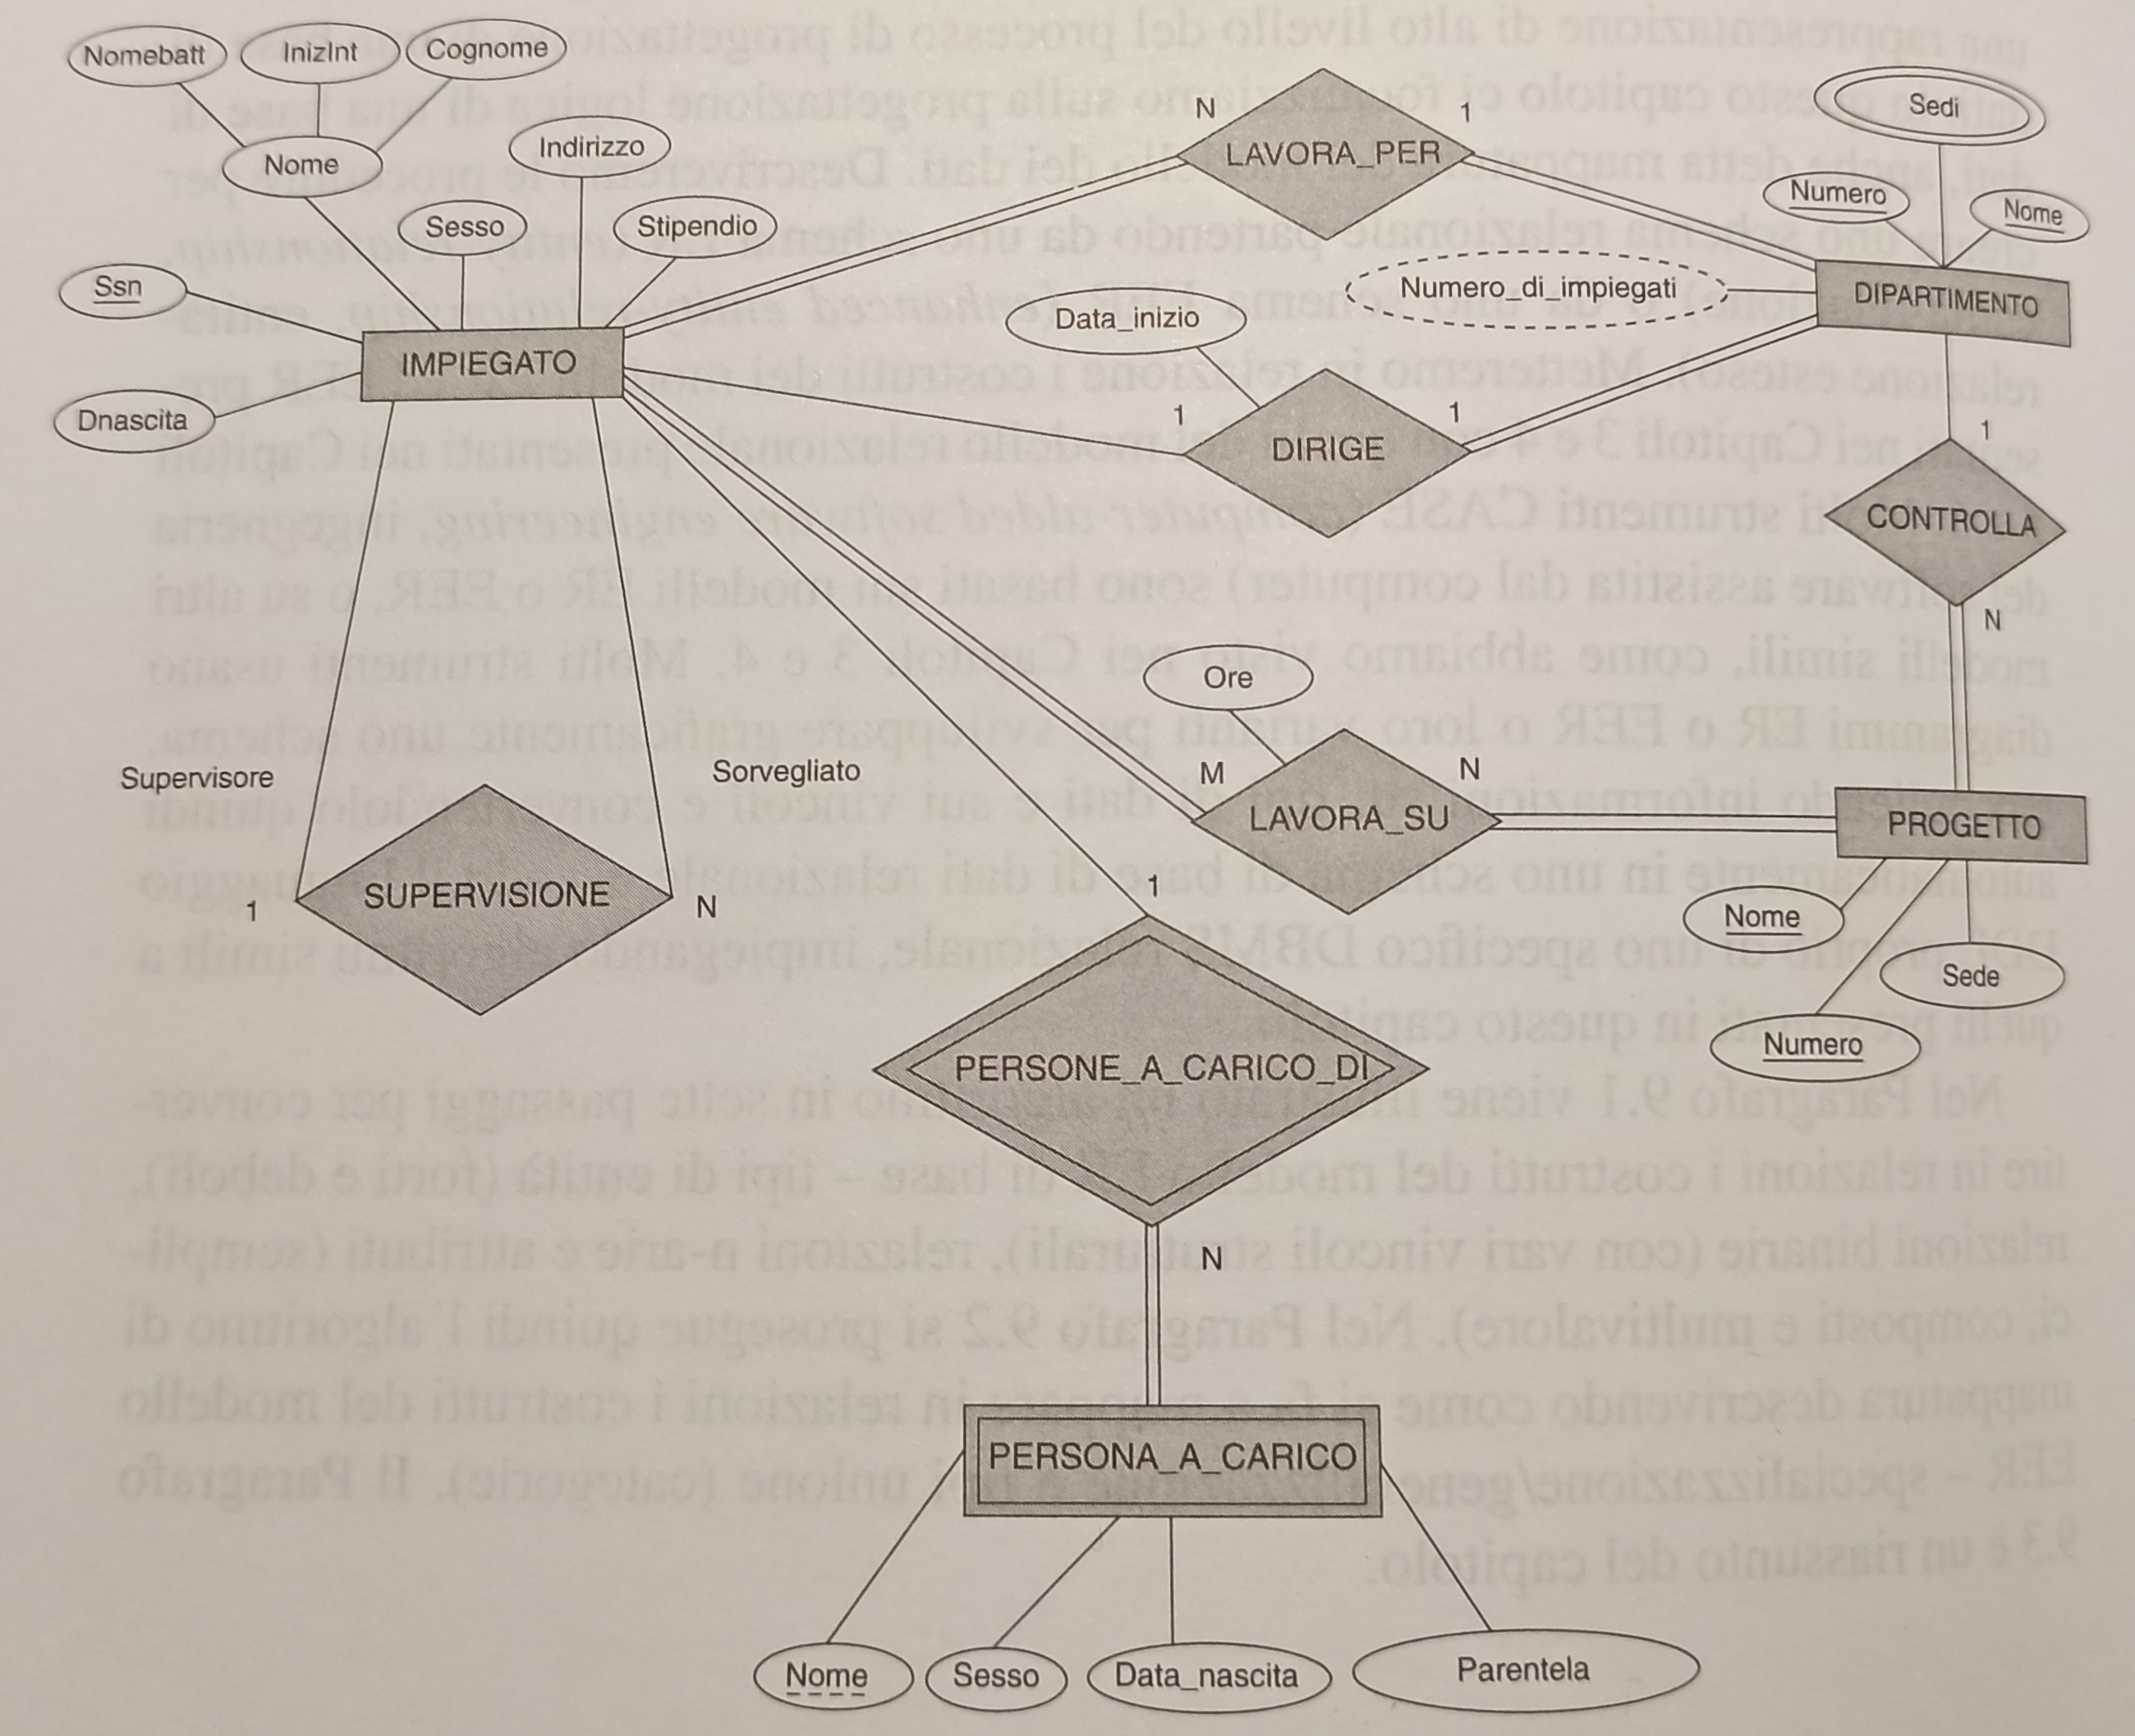 Nomebatt
InizInt
Cognome
Nome
Indirizzo
Sesso
Stipendio
Ssn
Dnascita
IMPIEGATO
N
LAVORA_PER
1
Sedi
Numero
Nome
Numero_di_impiegati
DIPARTIMENTO
Data_inizio
1
DIRIGE
1
1
CONTROLLA
N
Ore
M
LAVORA_SU
N
PROGETTO
Nome
Sede
Numero
Supervisore
Sorvegliato
1
SUPERVISIONE
N
1
PERSONE_A_CARICO_DI
N
PERSONA_A_CARICO
Nome
Sesso
Data_nascita
Parentela